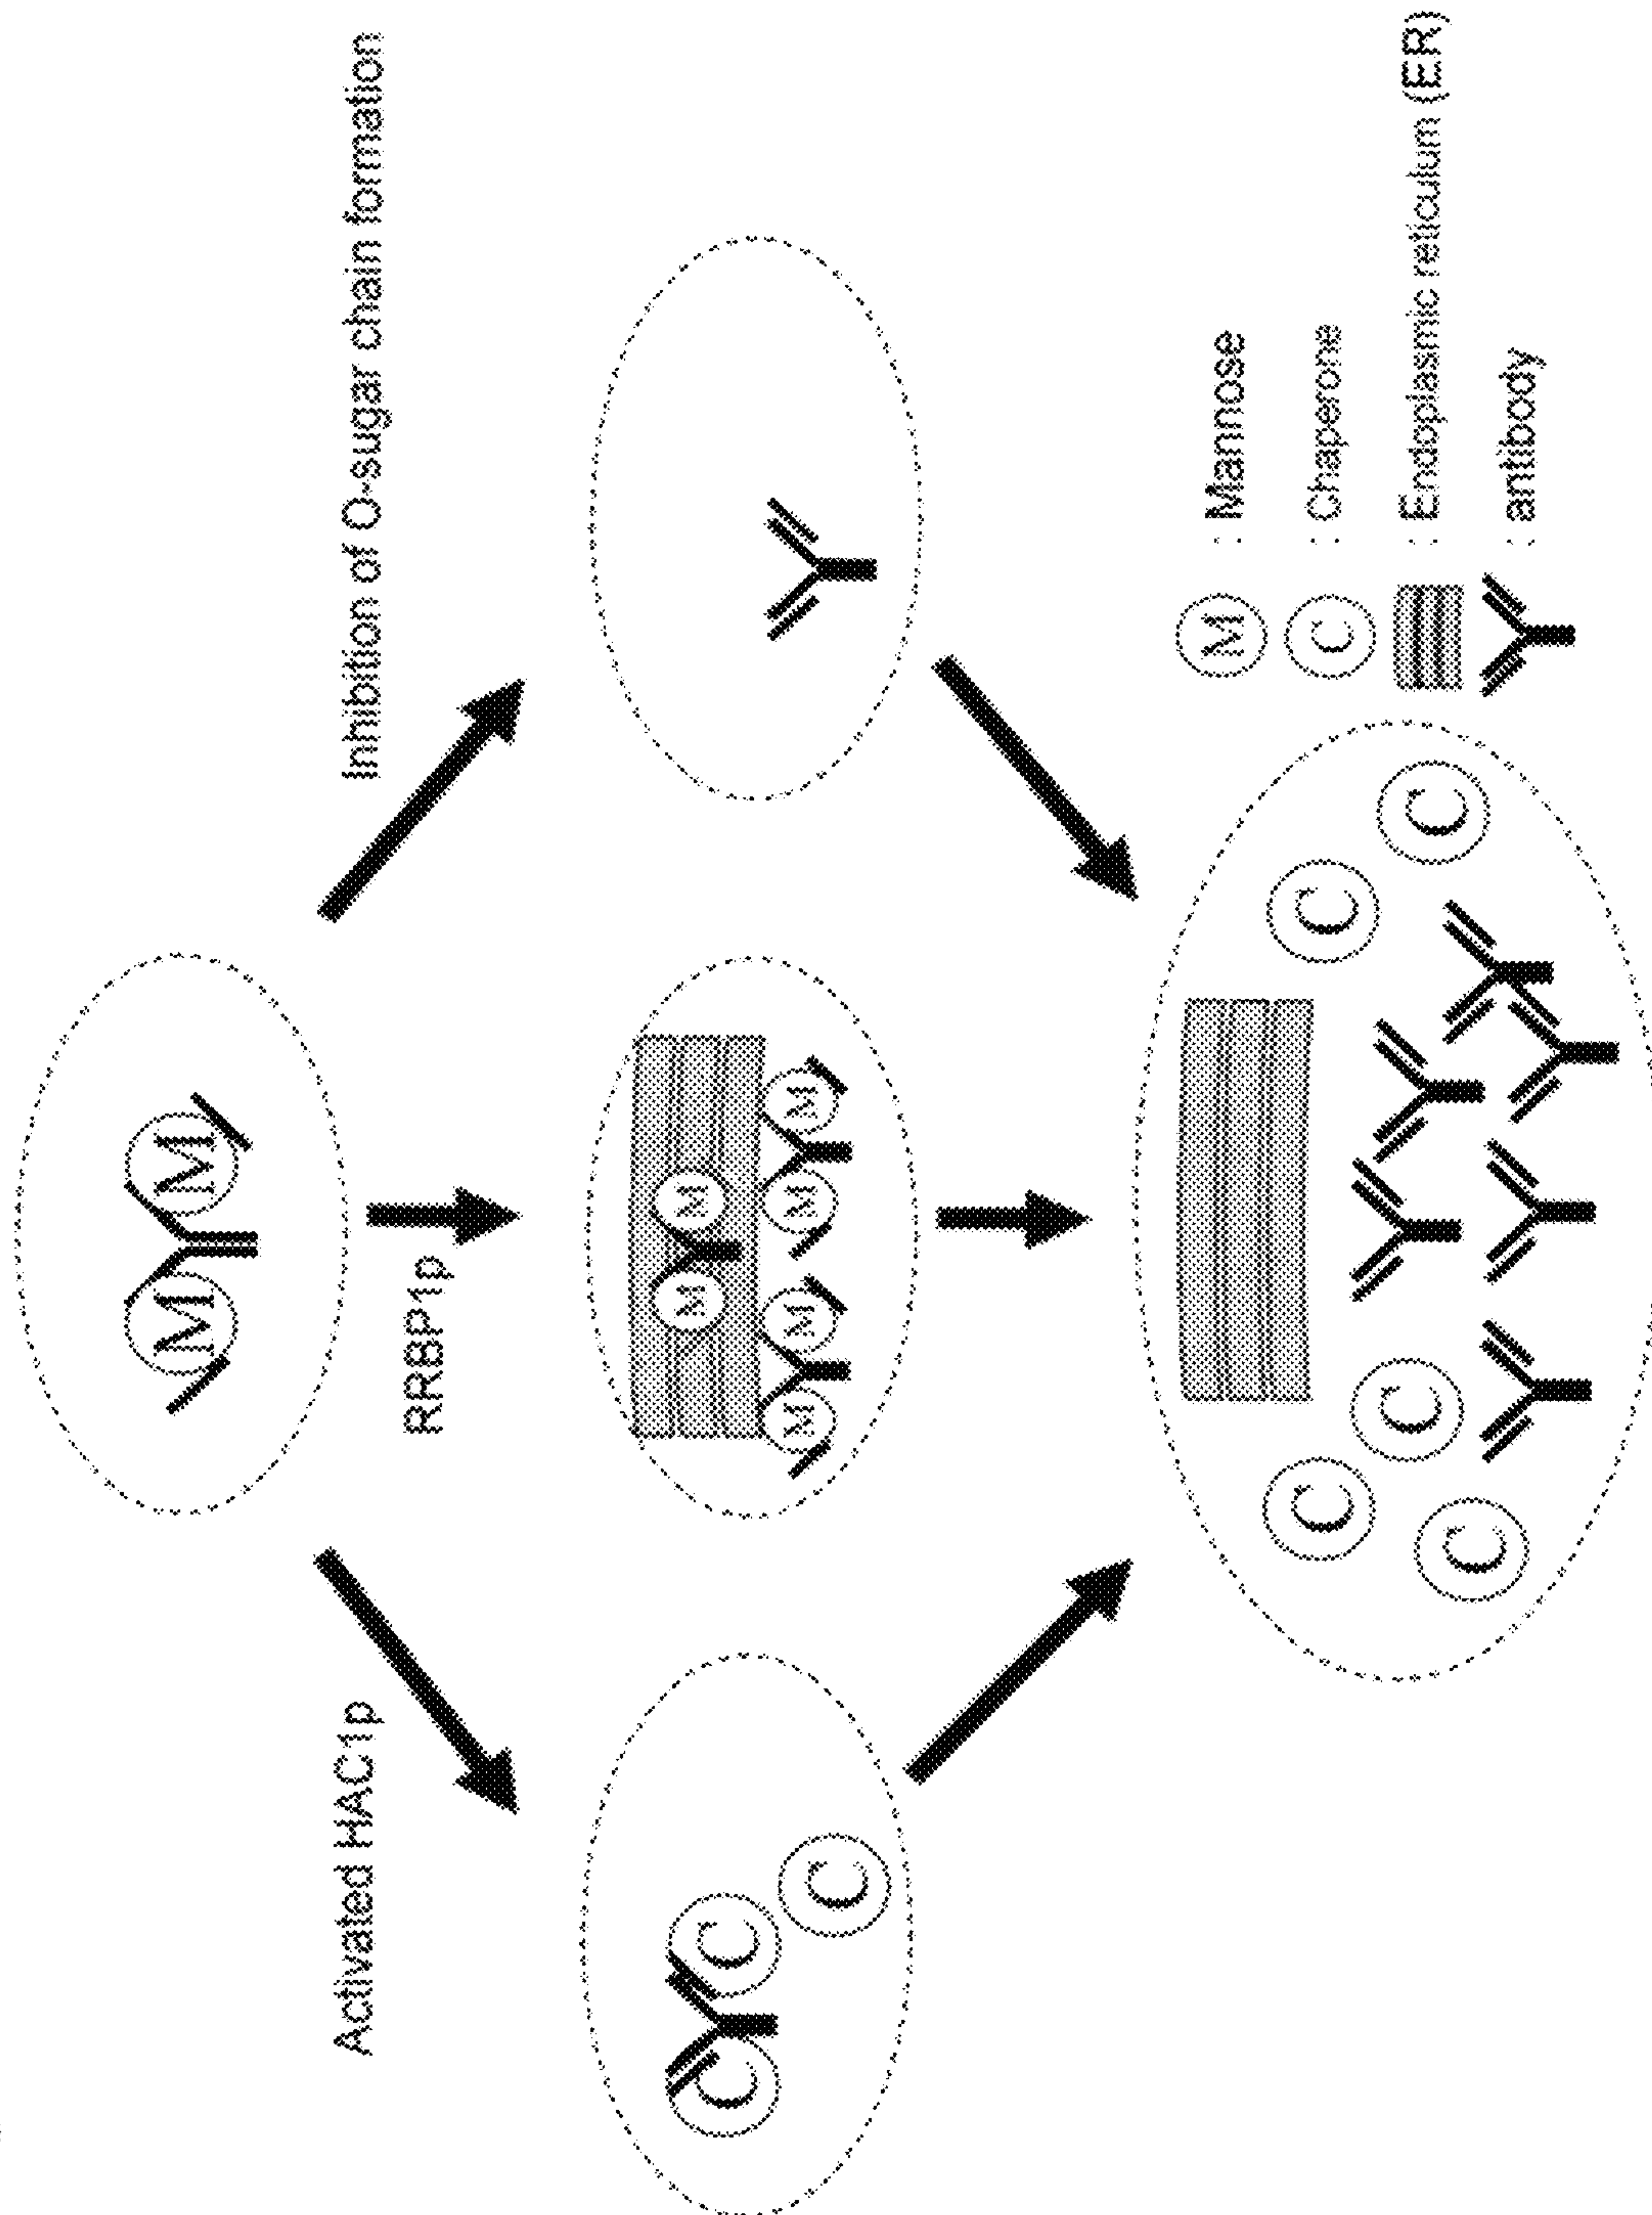 M M
Activated HAC1p
Inhibition of O-sugar chain formation
RRBP1p
C C
C
M M
M M M M
C
C
C
C
C
M : Mannose
C : Chaperone
: Endoplasmic reticulum (ER)
: antibody